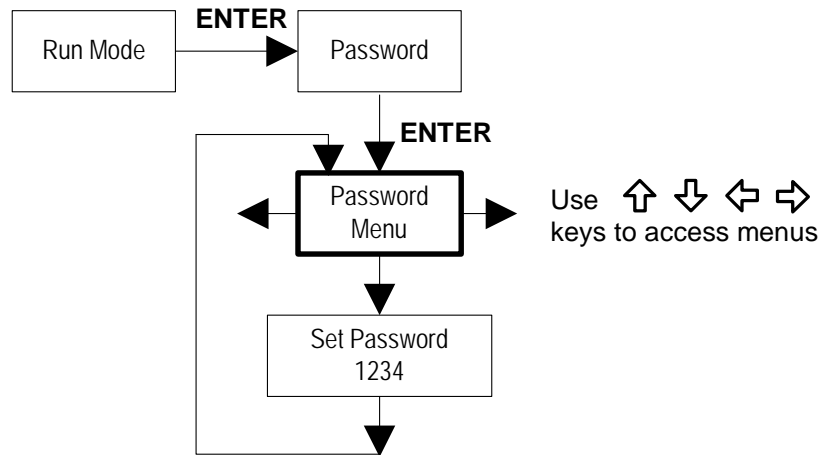 ENTER
Run Mode
Password
ENTER
Password
Menu
Use ⇧ ⇩ ⇦ ⇨
keys to access menus
Set Password
1234